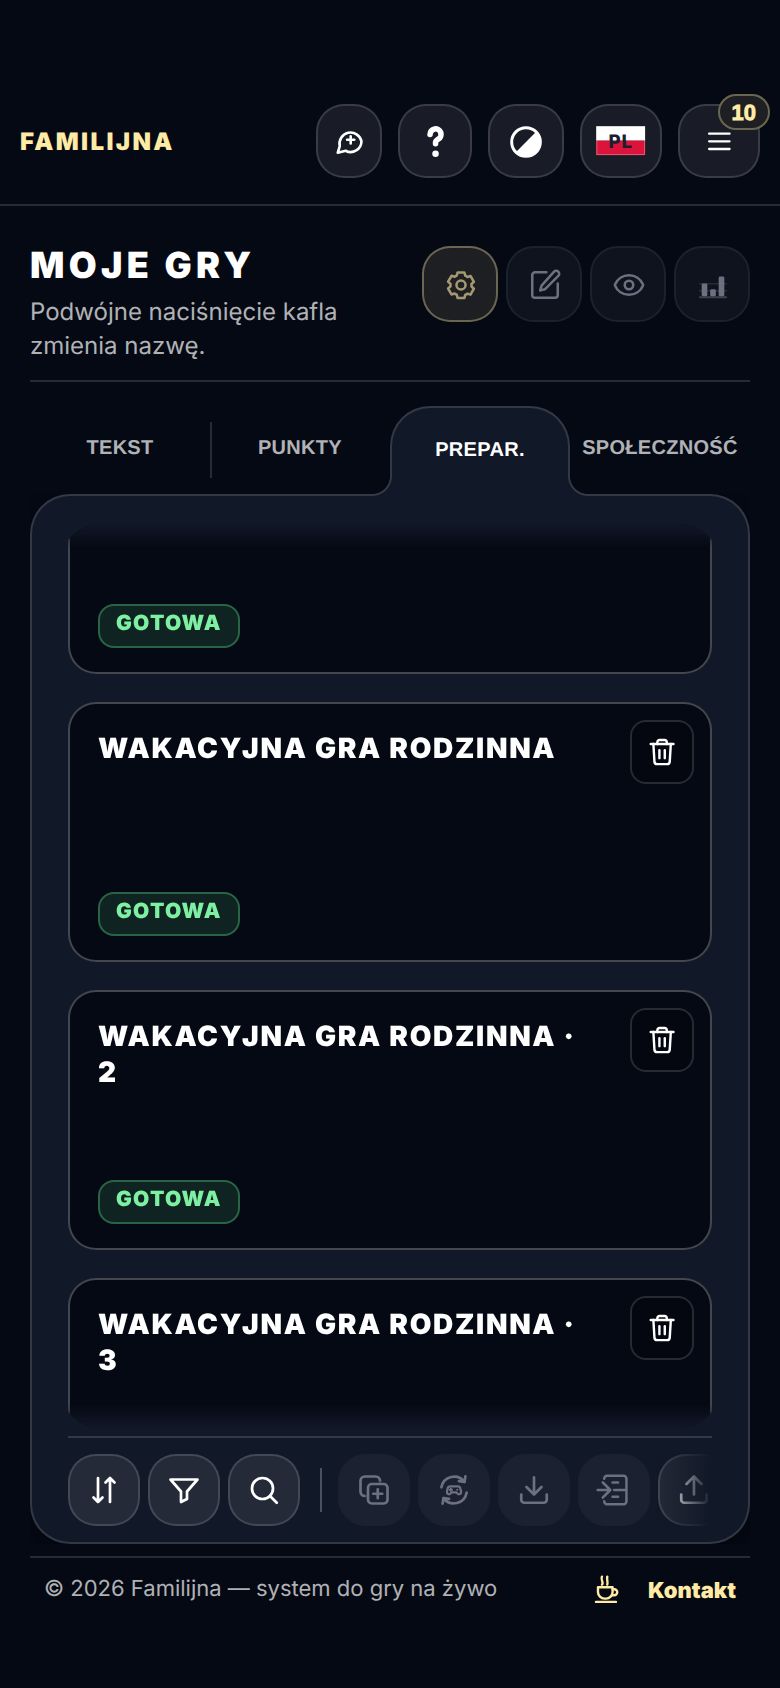 FAMILIJNA
PL
10
MOJE GRY
Podwójne naciśnięcie kafla
zmienia nazwę.
TEKST
PUNKTY
PREPAR.
SPOŁECZNOŚĆ
GOTOWA
WAKACYJNA GRA RODZINNA
GOTOWA
WAKACYJNA GRA RODZINNA ·
2
GOTOWA
WAKACYJNA GRA RODZINNA ·
3
© 2026 Familijna — system do gry na żywo
Kontakt